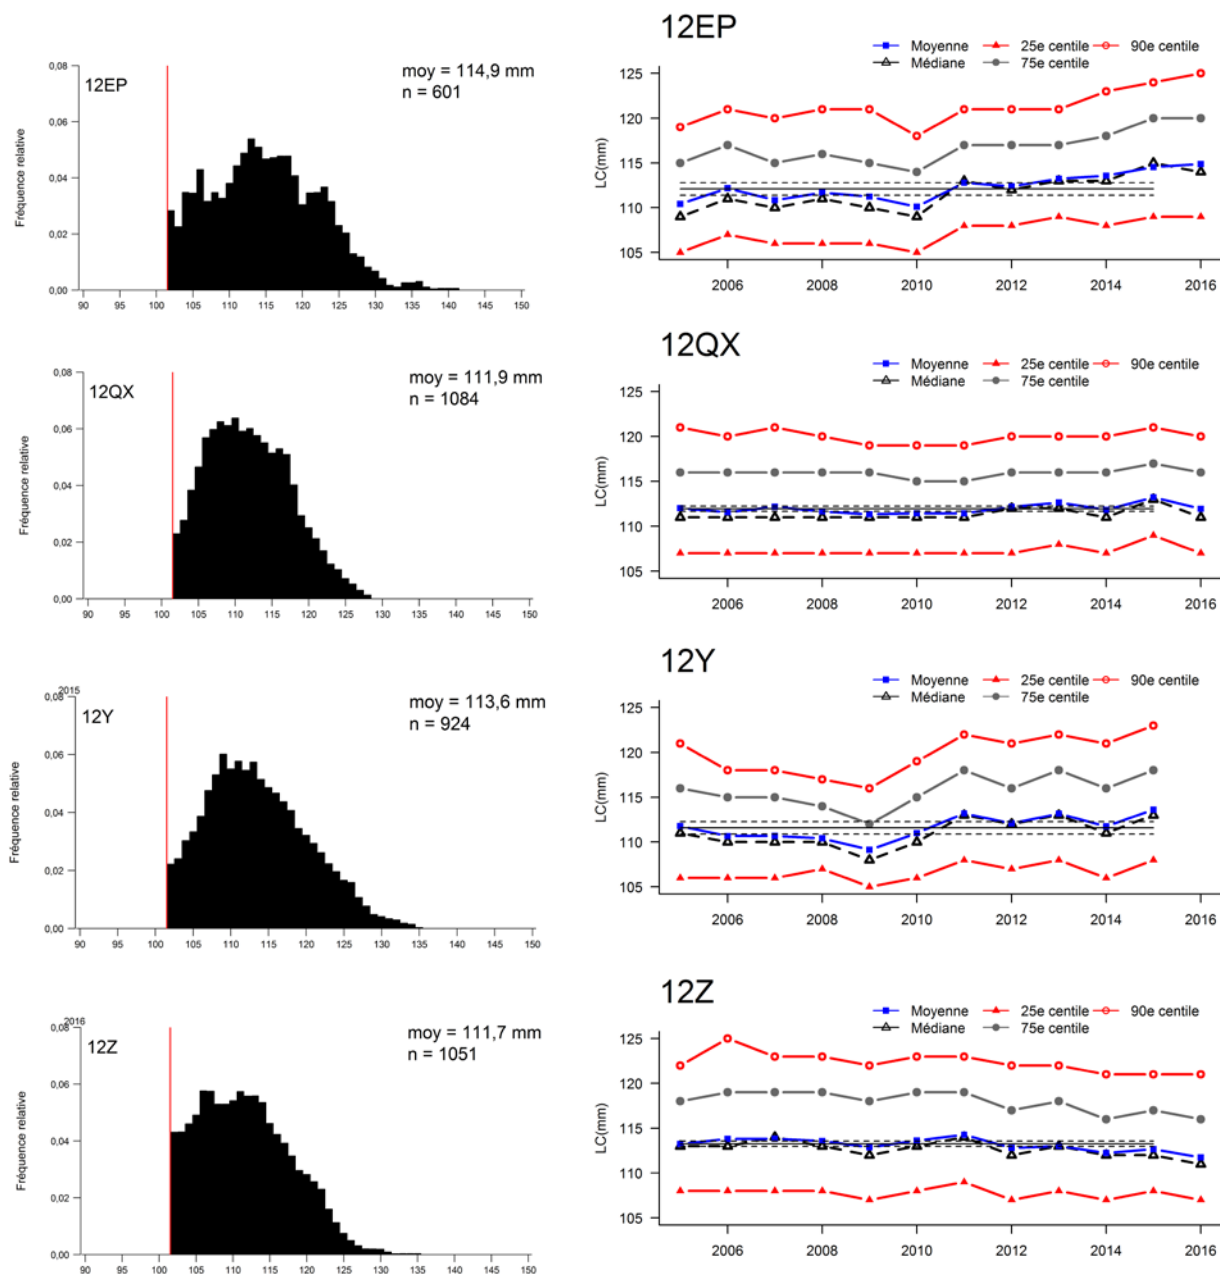 12EP
moy = 114,9 mm
n = 601
Fréquence relative
0,08
0,06
0,04
0,02
0,00
90 95 100 105 110 115 120 125 130 135 140 145 150
12EP
Moyenne 25e centile 90e centile
Médiane 75e centile
LC(mm)
125
120
115
110
105
2006 2008 2010 2012 2014 2016
12QX
moy = 111,9 mm
n = 1084
Fréquence relative
0,08
0,06
0,04
0,02
0,00
90 95 100 105 110 115 120 125 130 135 140 145 150
12QX
Moyenne 25e centile 90e centile
Médiane 75e centile
LC(mm)
125
120
115
110
105
2006 2008 2010 2012 2014 2016
2015
12Y
moy = 113,6 mm
n = 924
Fréquence relative
0,08
0,06
0,04
0,02
0,00
90 95 100 105 110 115 120 125 130 135 140 145 150
12Y
Moyenne 25e centile 90e centile
Médiane 75e centile
LC(mm)
125
120
115
110
105
2006 2008 2010 2012 2014 2016
2016
12Z
moy = 111,7 mm
n = 1051
Fréquence relative
0,08
0,06
0,04
0,02
0,00
90 95 100 105 110 115 120 125 130 135 140 145 150
12Z
Moyenne 25e centile 90e centile
Médiane 75e centile
LC(mm)
125
120
115
110
105
2006 2008 2010 2012 2014 2016